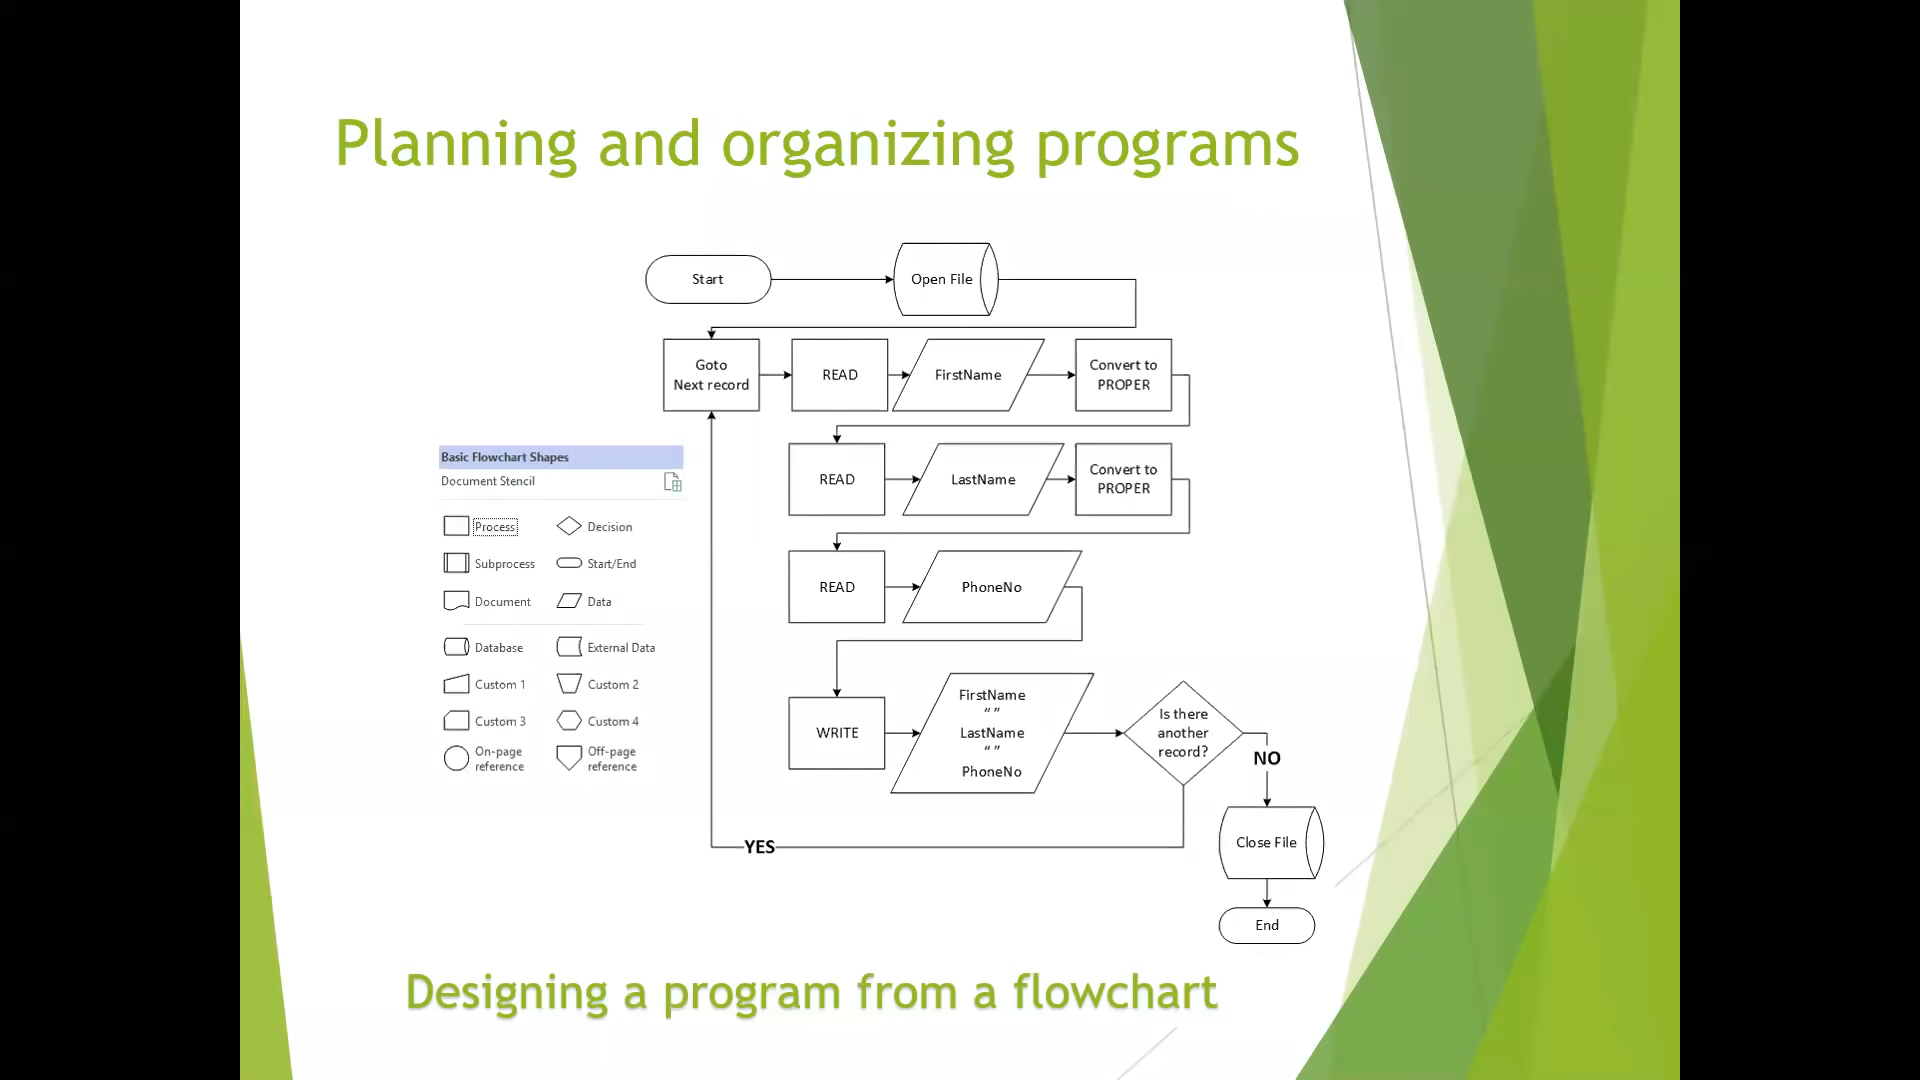 Planning and organizing programs
Start
Open File
Goto
Next record
READ
FirstName
Convert to
PROPER
READ
LastName
Convert to
PROPER
READ
PhoneNo
WRITE
FirstName
“ ”
LastName
“ ”
PhoneNo
Is there
another
record?
NO
YES
Close File
End
Basic Flowchart Shapes
Document Stencil
Process
Decision
Subprocess
Start/End
Document
Data
Database
External Data
Custom 1
Custom 2
Custom 3
Custom 4
On-page
reference
Off-page
reference
Designing a program from a flowchart